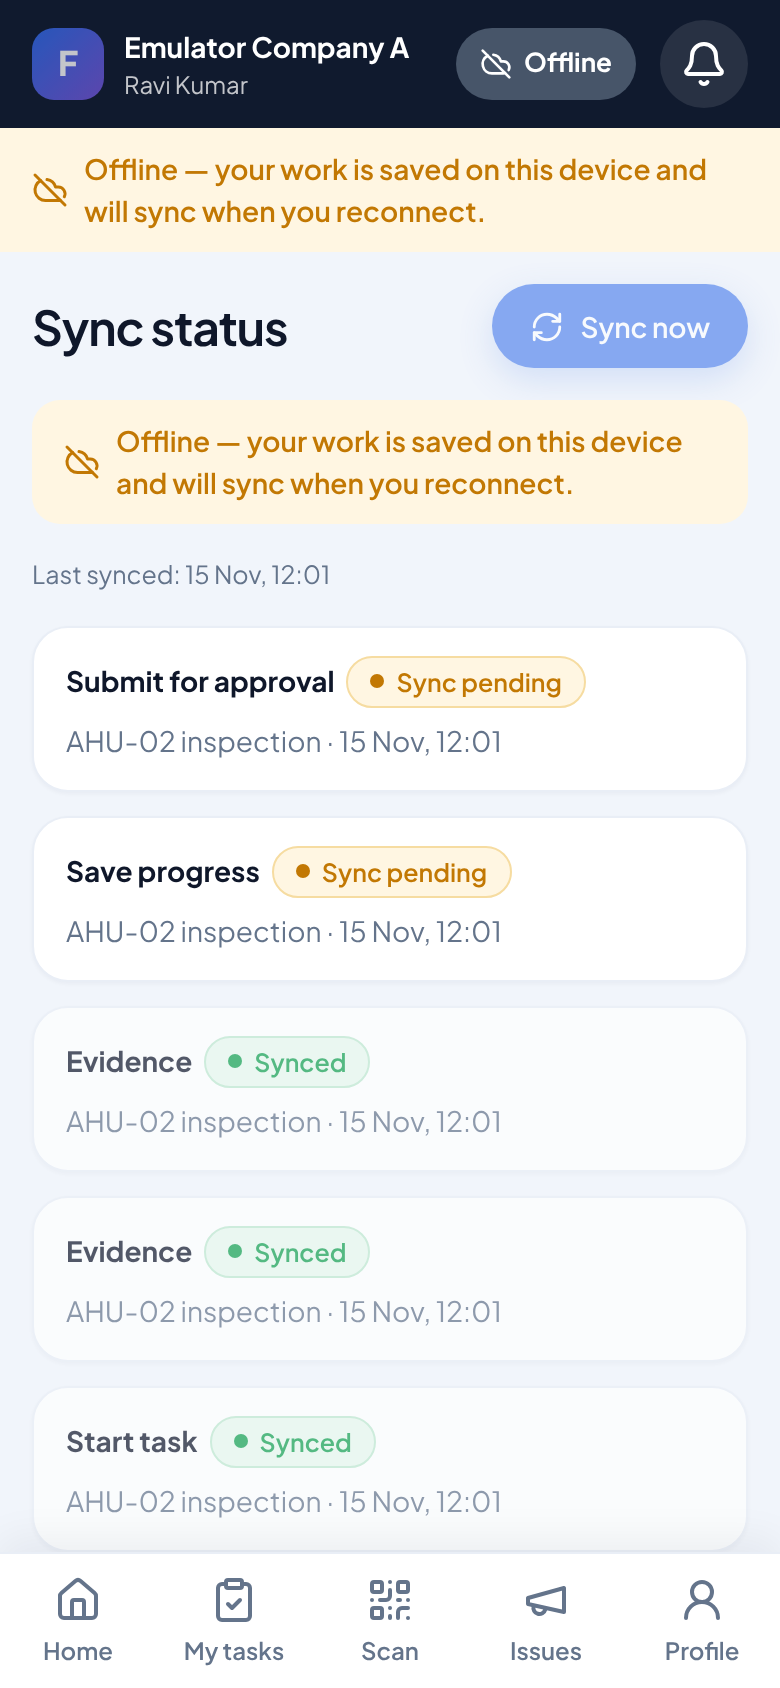 F
Emulator Company A
Ravi Kumar
Offline
Offline — your work is saved on this device and
will sync when you reconnect.
Sync status
Sync now
Offline — your work is saved on this device
and will sync when you reconnect.
Last synced: 15 Nov, 12:01
Submit for approval
Sync pending
AHU-02 inspection · 15 Nov, 12:01
Save progress
Sync pending
AHU-02 inspection · 15 Nov, 12:01
Evidence
Synced
AHU-02 inspection · 15 Nov, 12:01
Evidence
Synced
AHU-02 inspection · 15 Nov, 12:01
Start task
Synced
AHU-02 inspection · 15 Nov, 12:01
Home
My tasks
Scan
Issues
Profile